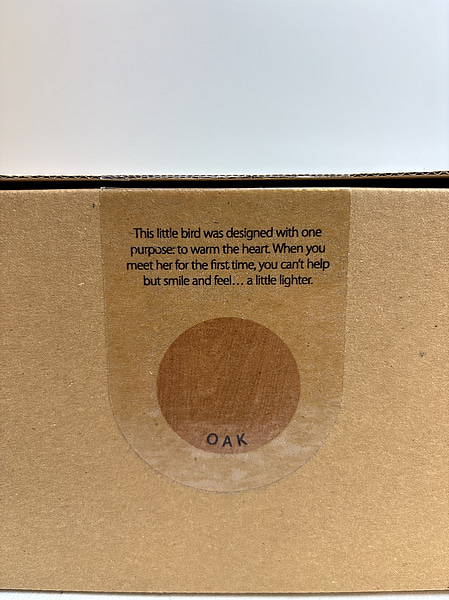 This little bird was designed with one
purpose: to warm the heart. When you
meet her for the first time, you can't help
but smile and feel... a little lighter.
OAK